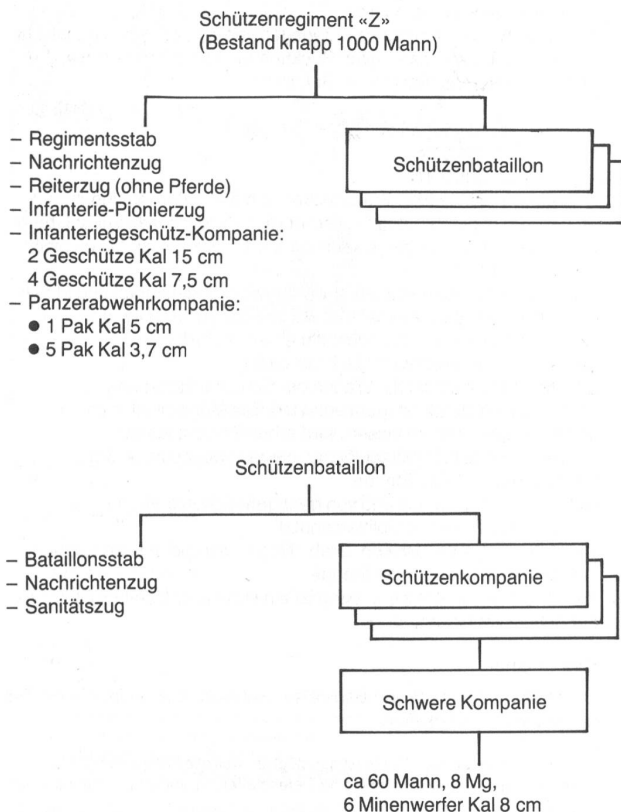 Schützenregiment «Z»
(Bestand knapp 1000 Mann)
– Regimentsstab
– Nachrichtenzug
– Reiterzug (ohne Pferde)
– Infanterie-Pionierzug
– Infanteriegeschütz-Kompanie:
2 Geschütze Kal 15 cm
4 Geschütze Kal 7,5 cm
– Panzerabwehrkompanie:
● 1 Pak Kal 5 cm
● 5 Pak Kal 3,7 cm
Schützenbataillon
Schützenbataillon
– Bataillonsstab
– Nachrichtenzug
– Sanitätszug
Schützenkompanie
Schwere Kompanie
ca 60 Mann, 8 Mg,
6 Minenwerfer Kal 8 cm